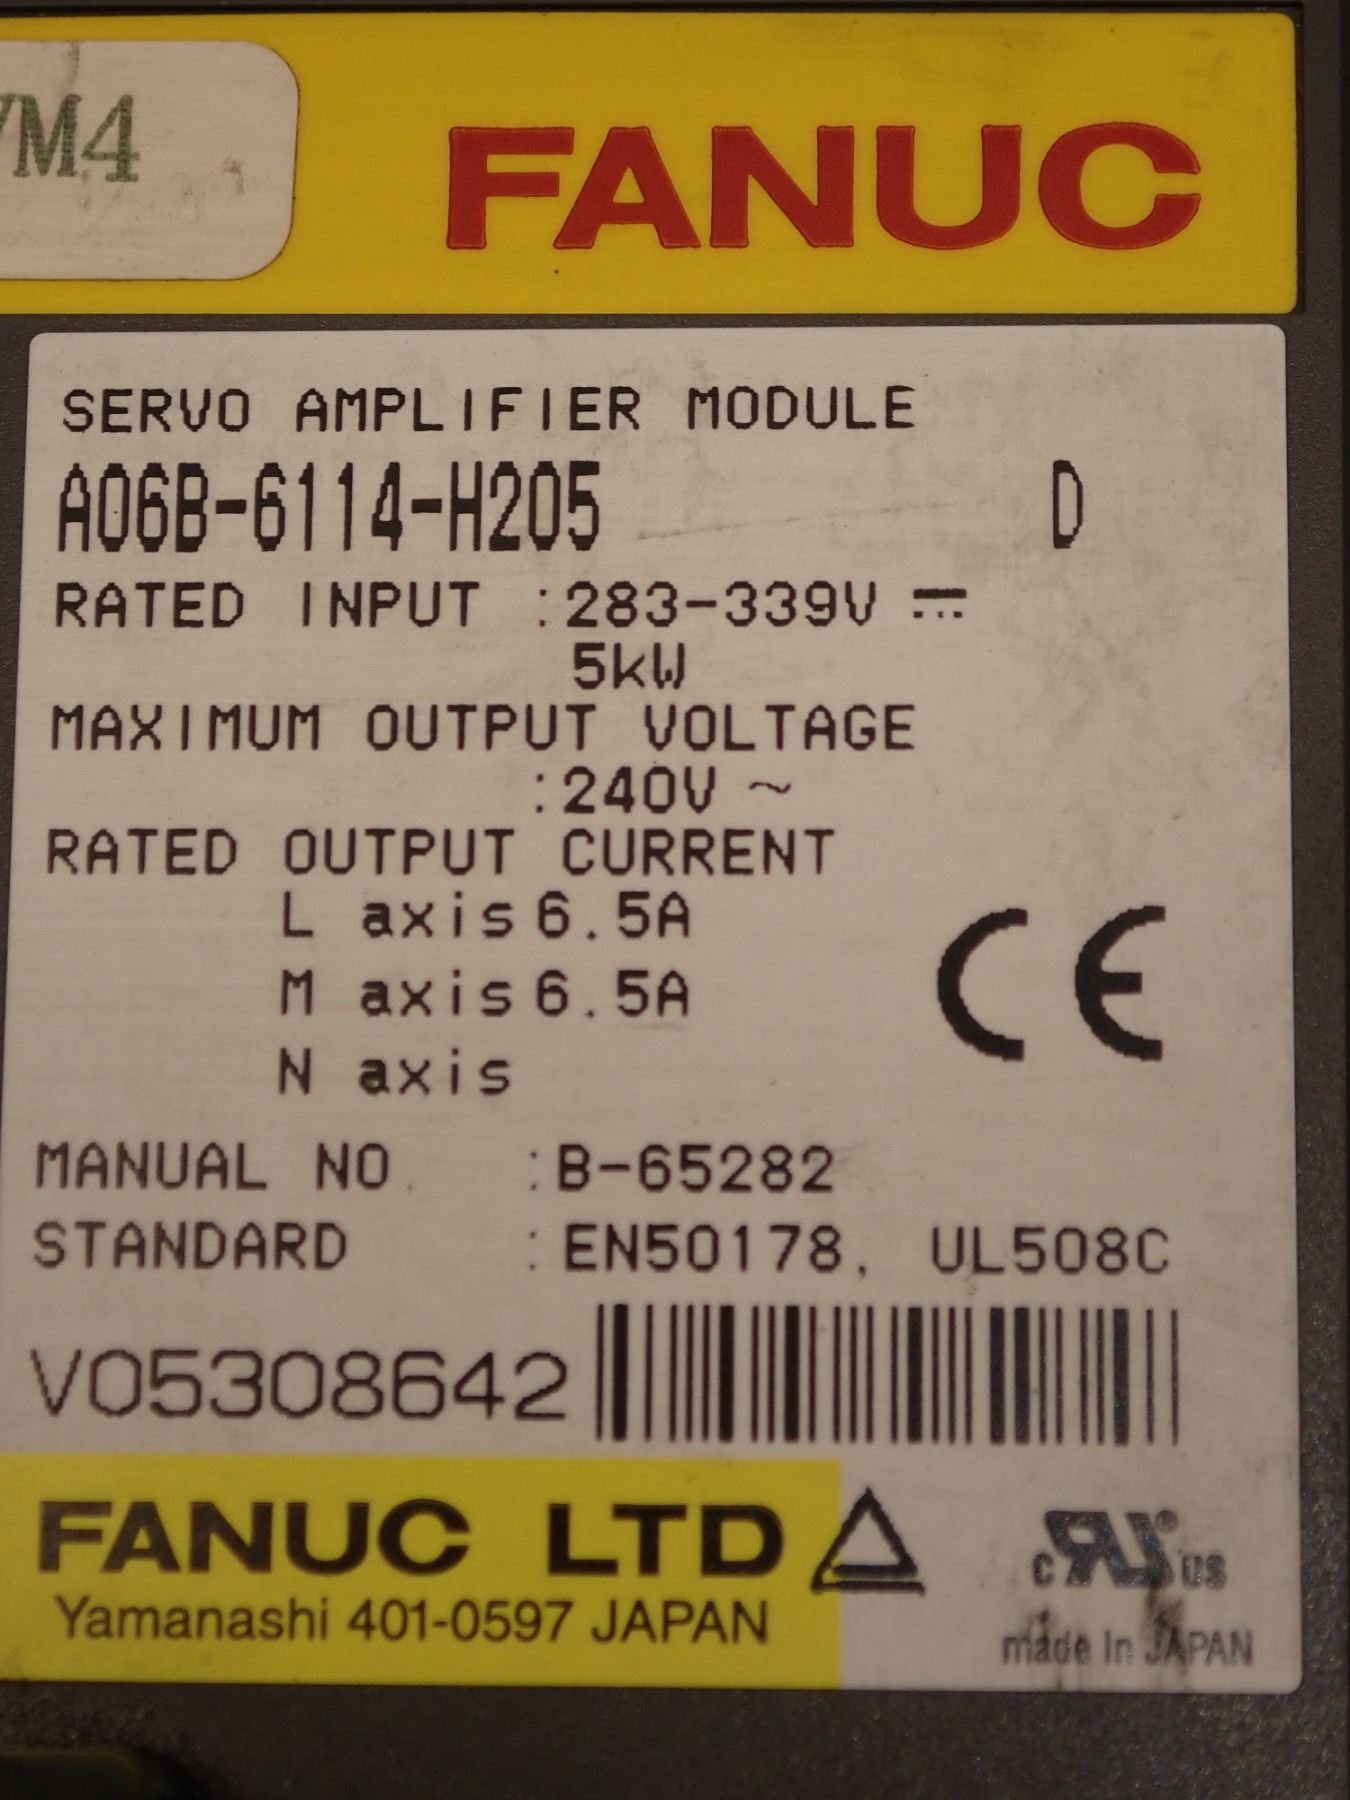 VM4
FANUC
SERVO AMPLIFIER MODULE
A06B-6114-H205 D
RATED INPUT :283-339V ⎓
5kW
MAXIMUM OUTPUT VOLTAGE
:240V ~
RATED OUTPUT CURRENT
L axis 6.5A
M axis 6.5A
N axis
CE
MANUAL NO. :B-65282
STANDARD :EN50178, UL508C
V05308642
FANUC LTD
Yamanashi 401-0597 JAPAN
c RU ® us
made in JAPAN